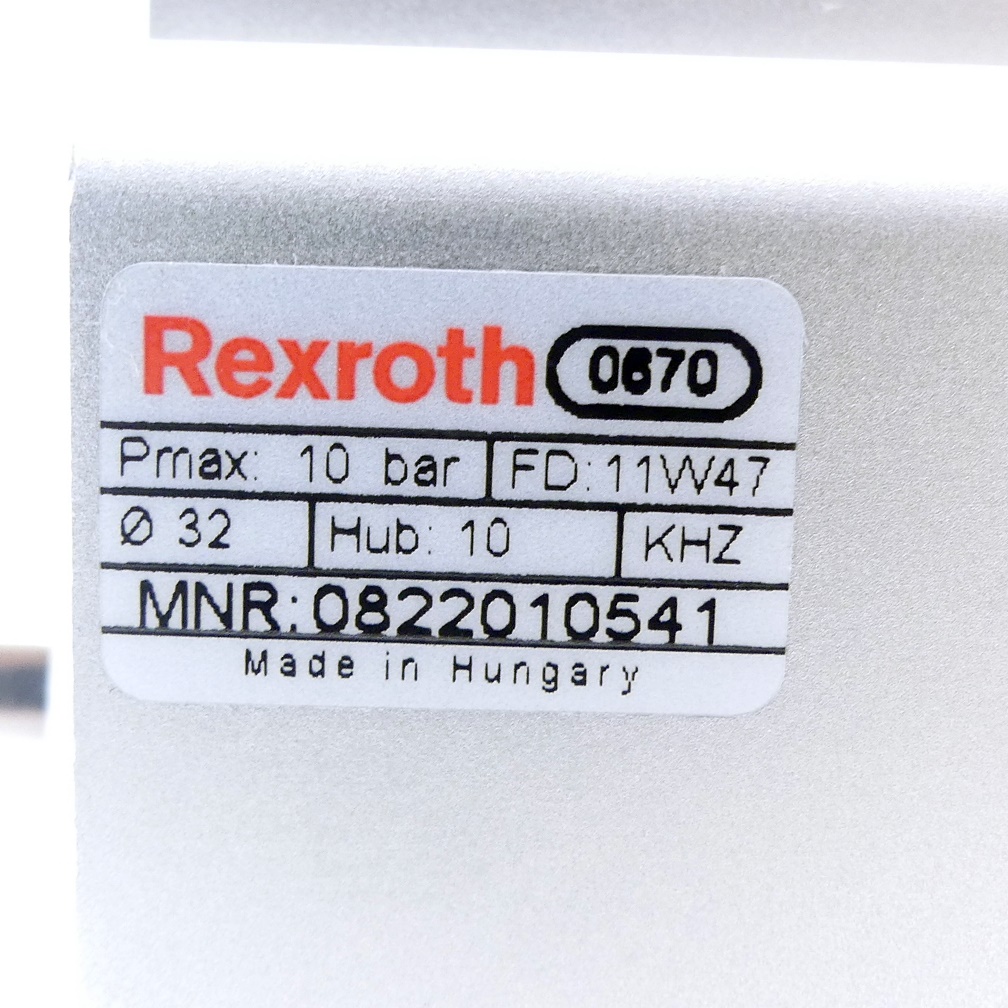 Rexroth 0670
Pmax: 10 bar FD: 11W47
Ø 32 Hub: 10 KHZ
MNR: 0822010541
Made in Hungary